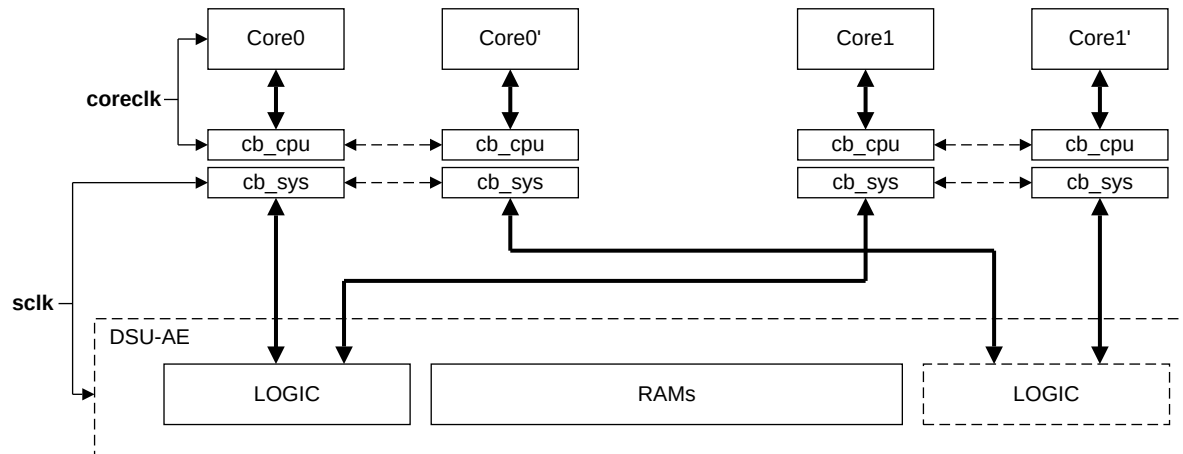 Core0
Core0'
Core1
Core1'
coreclk
cb_cpu
cb_cpu
cb_cpu
cb_cpu
cb_sys
cb_sys
cb_sys
cb_sys
sclk
DSU-AE
LOGIC
RAMs
LOGIC